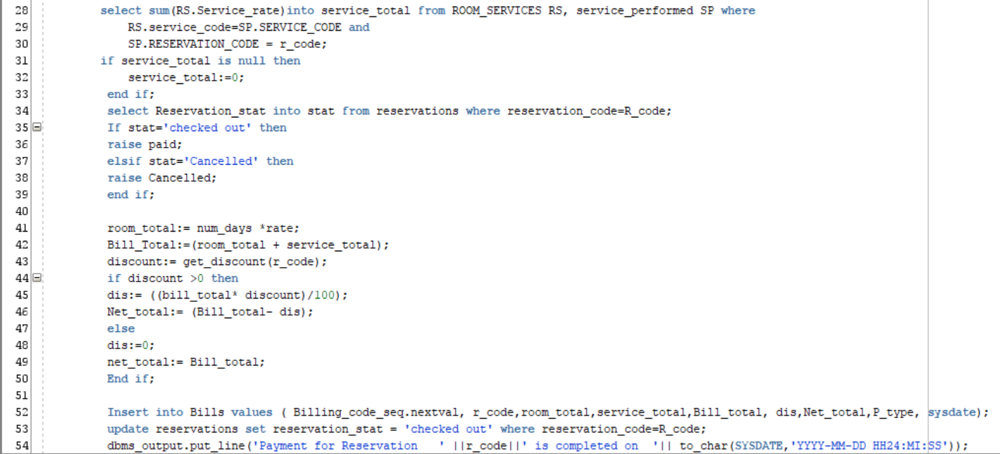 28 select sum(RS.Service_rate)into service_total from ROOM_SERVICES RS, service_performed SP where
29 RS.service_code=SP.SERVICE_CODE and
30 SP.RESERVATION_CODE = r_code;
31 if service_total is null then
32 service_total:=0;
33 end if;
34 select Reservation_stat into stat from reservations where reservation_code=R_code;
35 If stat='checked out' then
36 raise paid;
37 elsif stat='Cancelled' then
38 raise Cancelled;
39 end if;
40
41 room_total:= num_days *rate;
42 Bill_Total:=(room_total + service_total);
43 discount:= get_discount(r_code);
44 if discount >0 then
45 dis:= ((bill_total* discount)/100);
46 Net_total:= (Bill_total- dis);
47 else
48 dis:=0;
49 net_total:= Bill_total;
50 End if;
51
52 Insert into Bills values ( Billing_code_seq.nextval, r_code,room_total,service_total,Bill_total, dis,Net_total,P_type, sysdate);
53 update reservations set reservation_stat = 'checked out' where reservation_code=R_code;
54 dbms_output.put_line('Payment for Reservation   ' ||r_code||' is completed on  '|| to_char(SYSDATE,'YYYY-MM-DD HH24:MI:SS'));